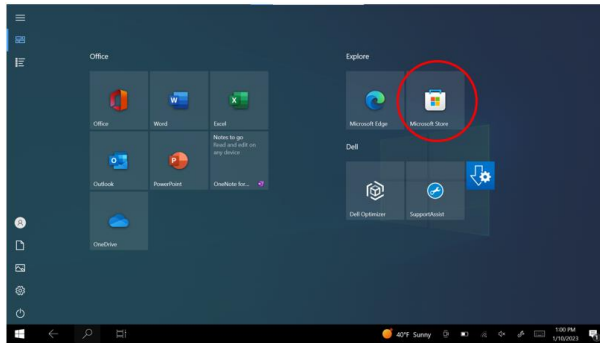 Office
Explore
Office
Word
Excel
Microsoft Edge
Microsoft Store
Notes to go
Read and edit on
any device
Outlook
PowerPoint
OneNote for...
Dell
Dell Optimizer
SupportAssist
OneDrive
40°F Sunny
1:00 PM
1/10/2023